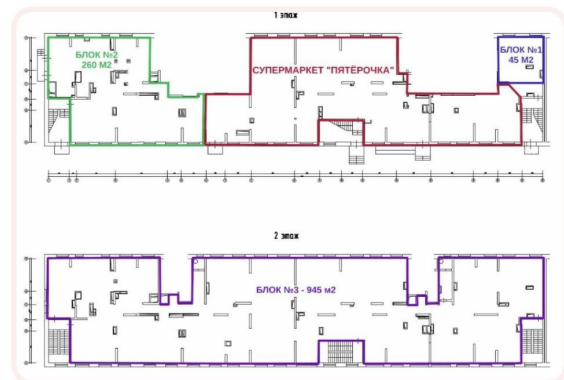 1 этаж
БЛОК №2
260 М2
СУПЕРМАРКЕТ "ПЯТЁРОЧКА"
БЛОК №1
45 М2
2 этаж
БЛОК №3 - 945 м2